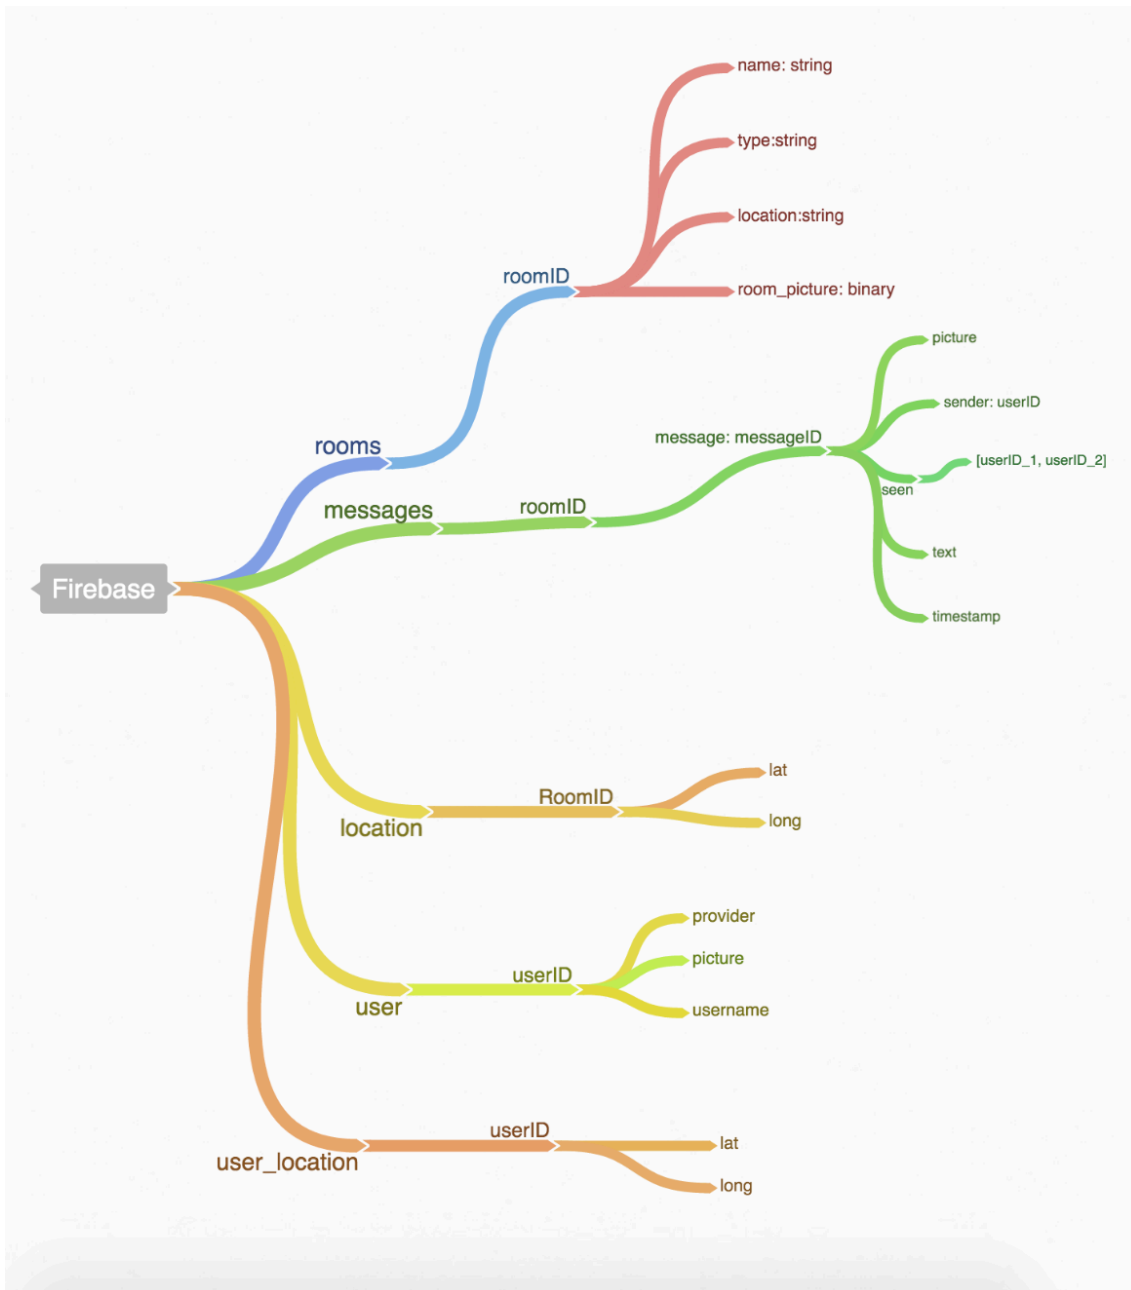 name: string
type:string
location:string
roomID
room_picture: binary
picture
sender: userID
message: messageID
rooms
[userID_1, userID_2]
seen
messages
roomID
text
Firebase
timestamp
lat
RoomID
long
location
provider
picture
userID
user
username
userID
lat
user_location
long